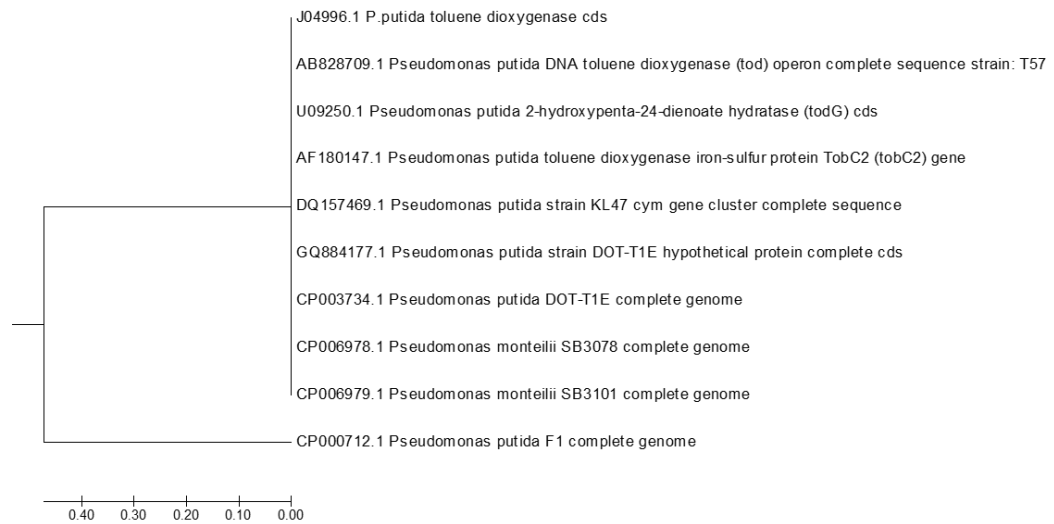 J04996.1 P.putida toluene dioxygenase cds
AB828709.1 Pseudomonas putida DNA toluene dioxygenase (tod) operon complete sequence strain: T57
U09250.1 Pseudomonas putida 2-hydroxypenta-24-dienoate hydratase (todG) cds
AF180147.1 Pseudomonas putida toluene dioxygenase iron-sulfur protein TobC2 (tobC2) gene
DQ157469.1 Pseudomonas putida strain KL47 cym gene cluster complete sequence
GQ884177.1 Pseudomonas putida strain DOT-T1E hypothetical protein complete cds
CP003734.1 Pseudomonas putida DOT-T1E complete genome
CP006978.1 Pseudomonas monteilii SB3078 complete genome
CP006979.1 Pseudomonas monteilii SB3101 complete genome
CP000712.1 Pseudomonas putida F1 complete genome
0.40 0.30 0.20 0.10 0.00